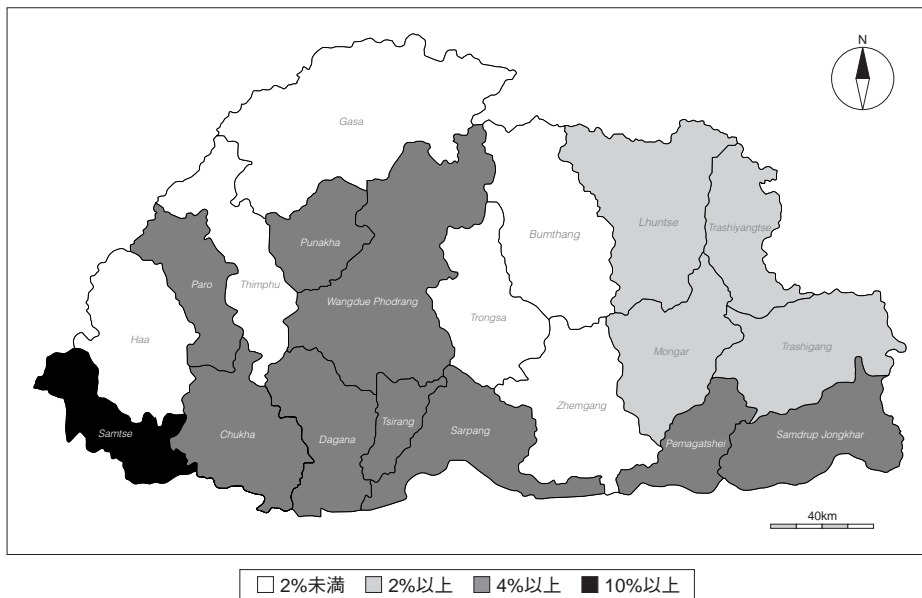 N
Gasa
Punakha
Lhuntse
Trashiyangtse
Bumthang
Paro
Thimphu
Wangdue Phodrang
Trongsa
Haa
Mongar
Trashigang
Zhemgang
Samtse
Chukha
Dagana
Tsirang
Sarpang
Pemagatshei
Samdrup Jongkhar
40km
2%未満 2%以上 4%以上 10%以上